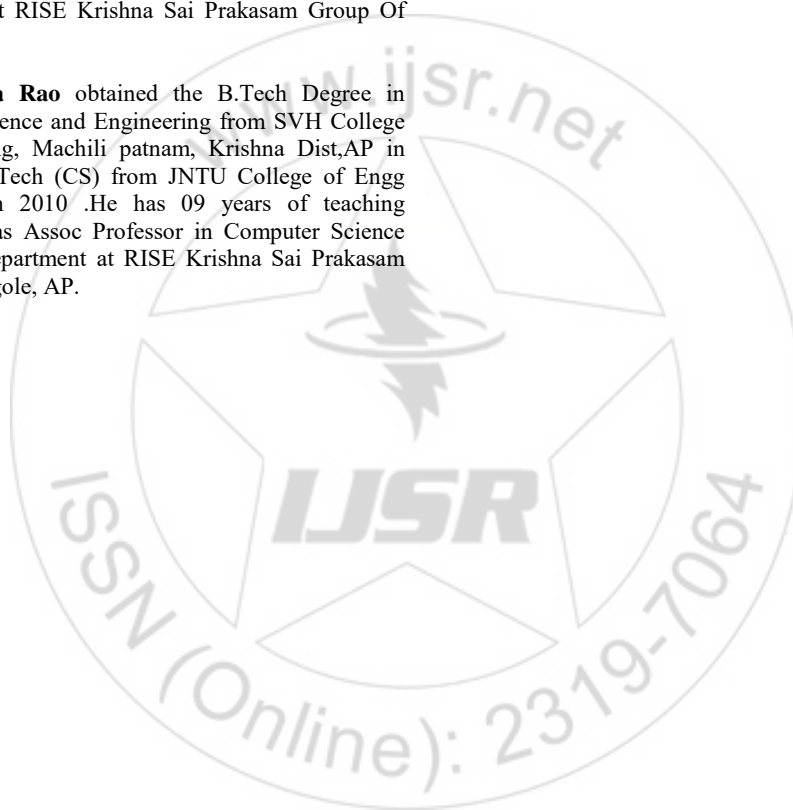 t RISE Krishna Sai Prakasam Group Of
Rao obtained the B.Tech Degree in
ence and Engineering from SVH College
g, Machili patnam, Krishna Dist,AP in
Tech (CS) from JNTU College of Engg
2010 .He has 09 years of teaching
as Assoc Professor in Computer Science
epartment at RISE Krishna Sai Prakasam
gole, AP.
www.ijsr.net
IJSR
ISSN (Online): 2319-7064